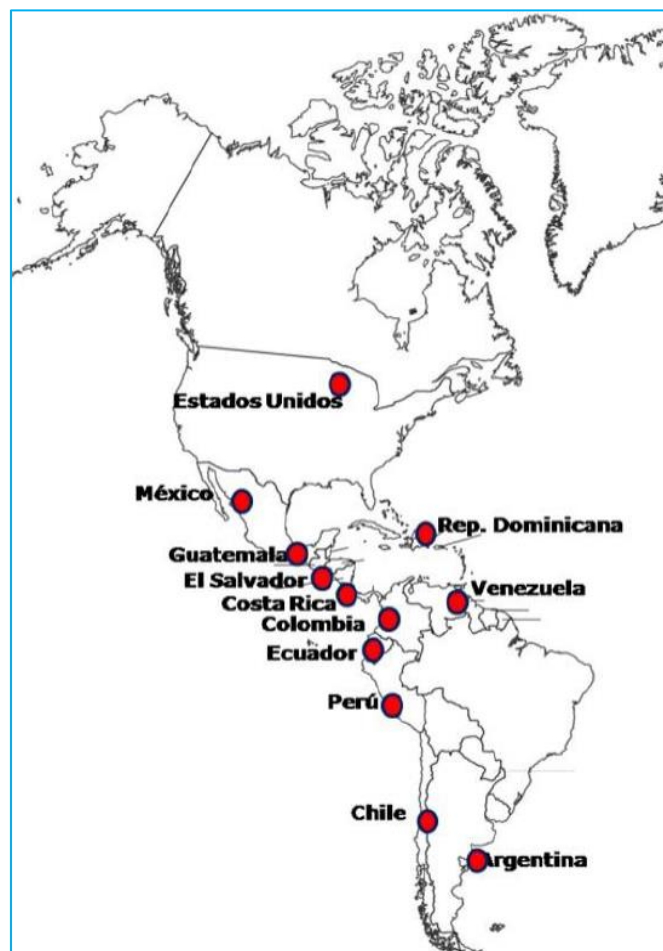 Estados Unidos
México
Rep. Dominicana
Guatemala
El Salvador
Venezuela
Costa Rica
Colombia
Ecuador
Perú
Chile
Argentina